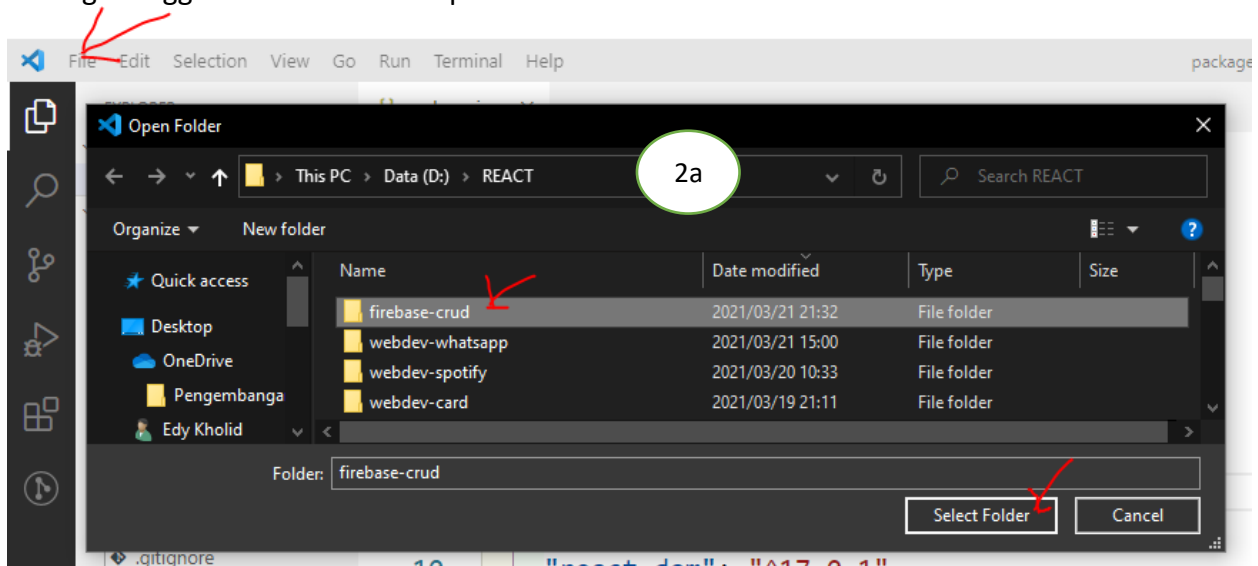 File Edit Selection View Go Run Terminal Help package
Open Folder
2a
This PC > Data (D:) > REACT Search REACT
Organize New folder ?
Quick access Name Date modified Type Size
firebase-crud 2021/03/21 21:32 File folder
Desktop
webdev-whatsapp 2021/03/21 15:00 File folder
OneDrive
webdev-spotify 2021/03/20 10:33 File folder
Pengembanga
webdev-card 2021/03/19 21:11 File folder
Edy Kholid
Folder: firebase-crud
Select Folder Cancel
.gitignore